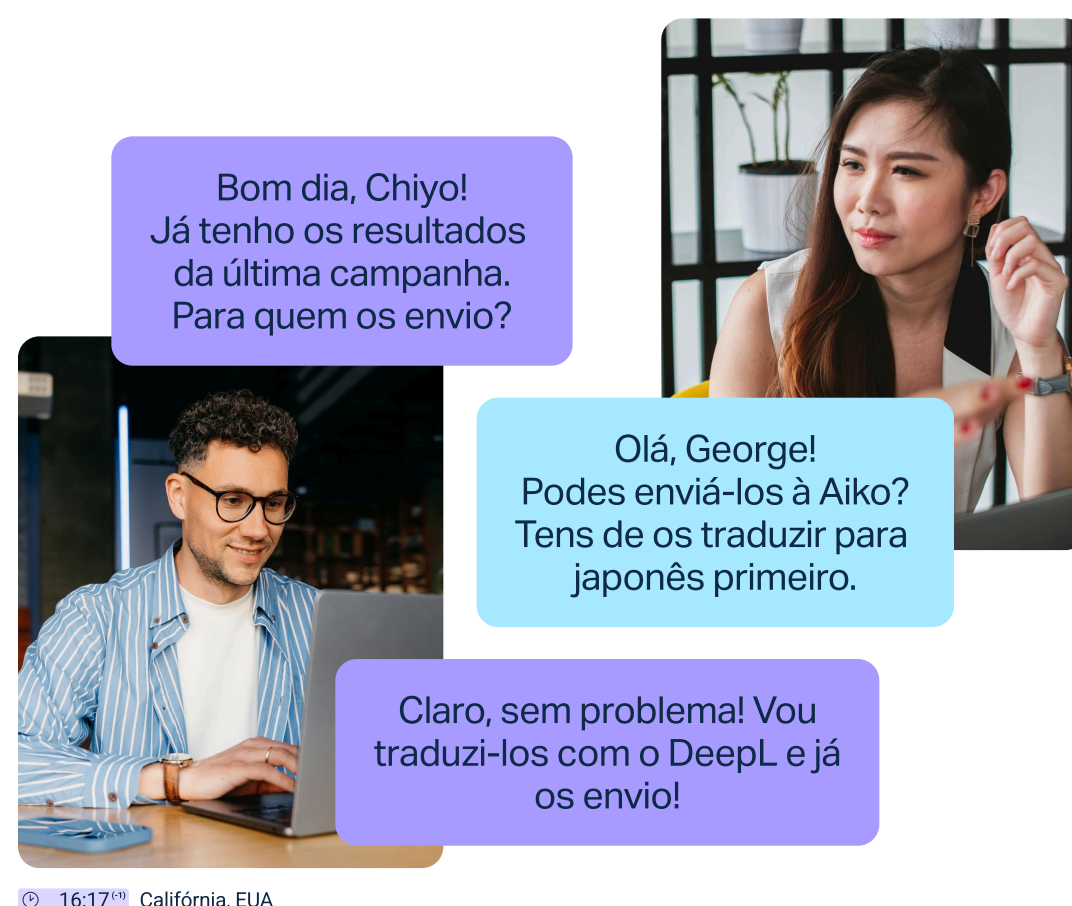 Bom dia, Chiyo!
Já tenho os resultados
da última campanha.
Para quem os envio?
Olá, George!
Podes enviá-los à Aiko?
Tens de os traduzir para
japonês primeiro.
Claro, sem problema! Vou
traduzi-los com o DeepL e já
os envio!
16:17(-1) Califórnia, EUA